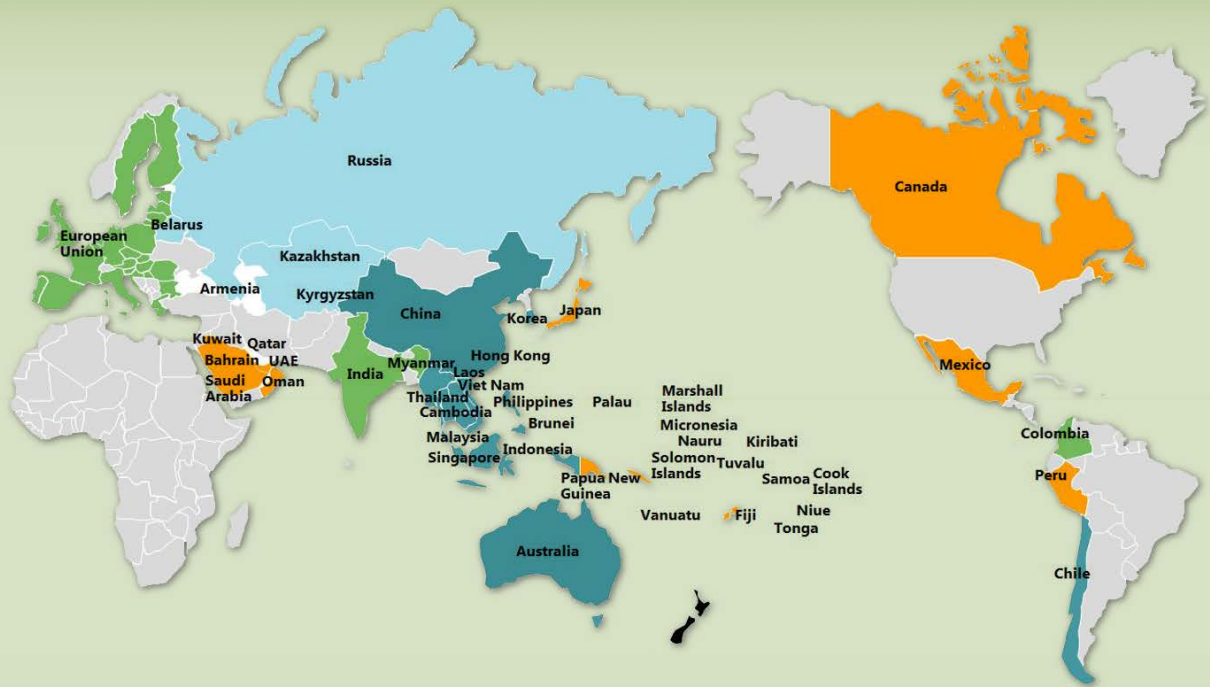 Russia
Canada
Belarus
European
Union
Kazakhstan
Armenia
Kyrgyzstan
China
Korea
Japan
Kuwait
Qatar
Bahrain
UAE
Saudi
Arabia
Oman
India
Myanmar
Hong Kong
Laos
Viet Nam
Thailand
Cambodia
Philippines
Palau
Marshall
Islands
Mexico
Brunei
Micronesia
Nauru
Kiribati
Colombia
Malaysia
Singapore
Indonesia
Solomon
Islands
Tuvalu
Samoa
Cook
Islands
Peru
Papua New
Guinea
Vanuatu
Fiji
Niue
Tonga
Australia
Chile